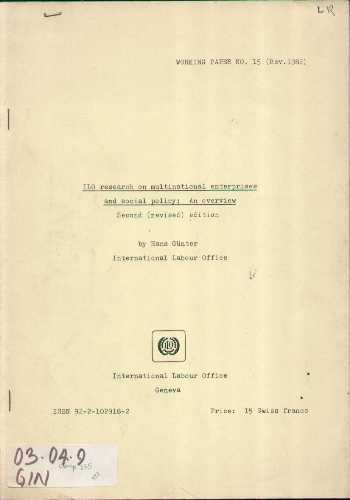 LR
WORKING PAPER NO. 15 (Rev.1982)
ILO research on multinational enterprises
and social policy: An overview
Second (revised) edition
by Hans Günter
International Labour Office
International Labour Office
Geneva
ISBN 92-2-102916-2
Price: 15 Swiss francs
03.04.9
GIN